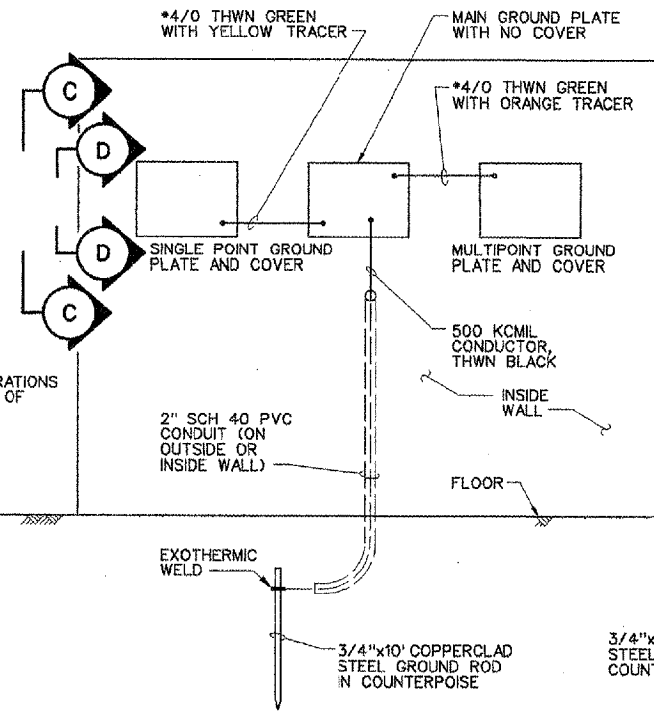 *4/0 THWN GREEN
WITH YELLOW TRACER
MAIN GROUND PLATE
WITH NO COVER
*4/0 THWN GREEN
WITH ORANGE TRACER
C
D
D
C
SINGLE POINT GROUND
PLATE AND COVER
MULTIPOINT GROUND
PLATE AND COVER
500 KCMIL
CONDUCTOR,
THWN BLACK
RATIONS
OF
INSIDE
WALL
2" SCH 40 PVC
CONDUIT (ON
OUTSIDE OR
INSIDE WALL)
FLOOR
EXOTHERMIC
WELD
3/4"x10' COPPERCLAD
STEEL GROUND ROD
IN COUNTERPOISE
3/4"x
STEEL
COUNT